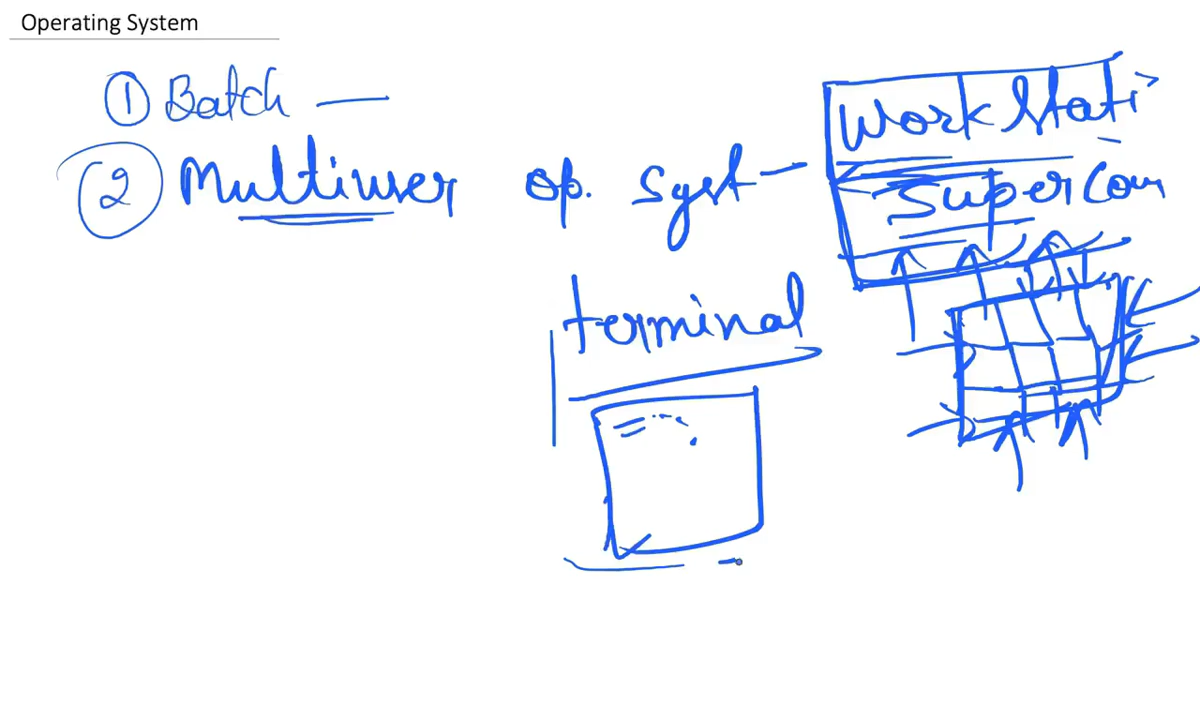 Operating System
① Batch —
② Multiuser op. Syst – Work Stati
Super Com
terminal